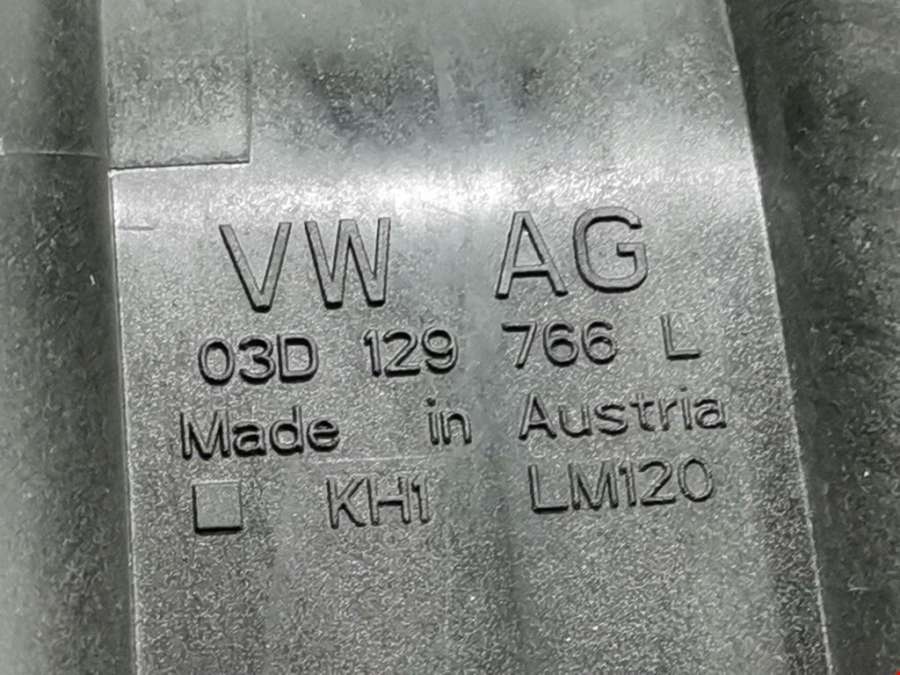 VW AG
03D 129 766 L
Made in Austria
□ KH1 LM120